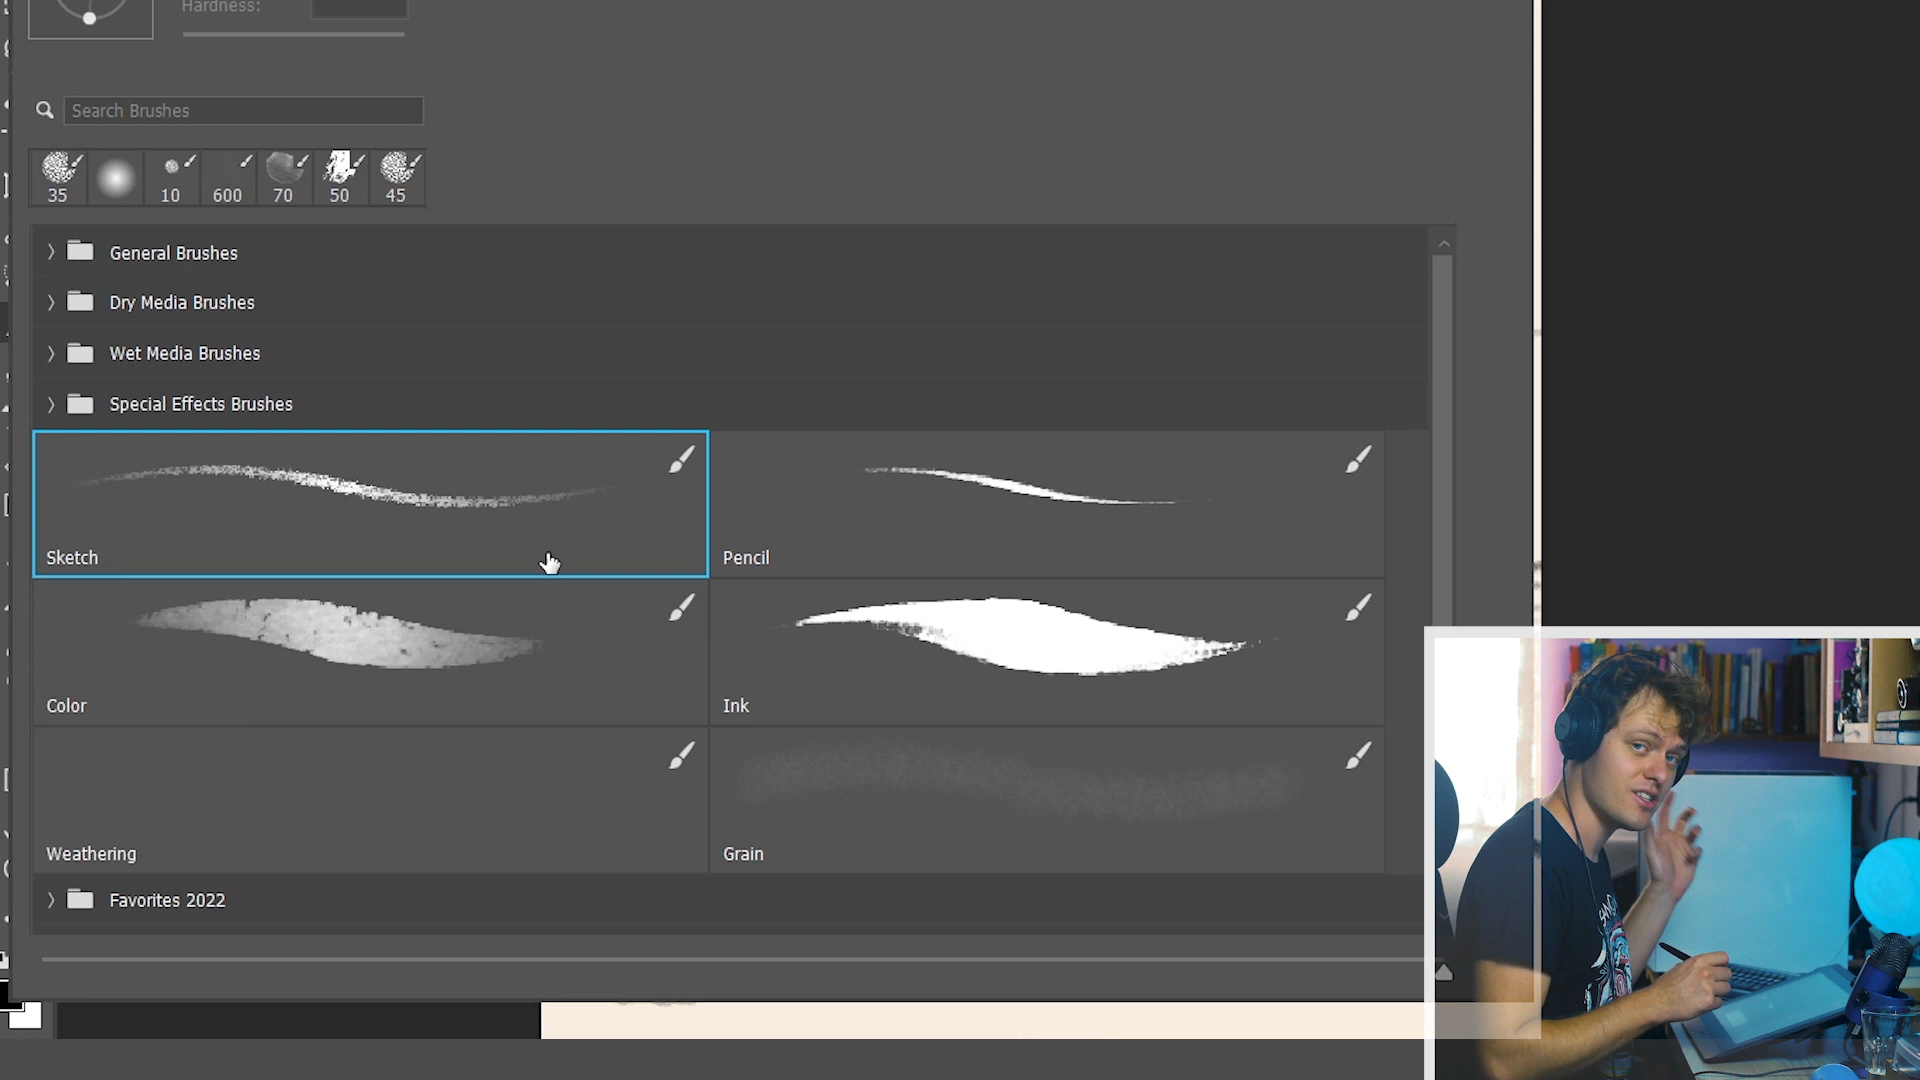 Hardness:
Search Brushes
35 10 600 70 50 45
General Brushes
Dry Media Brushes
Wet Media Brushes
Special Effects Brushes
Sketch
Pencil
Color
Ink
Weathering
Grain
Favorites 2022